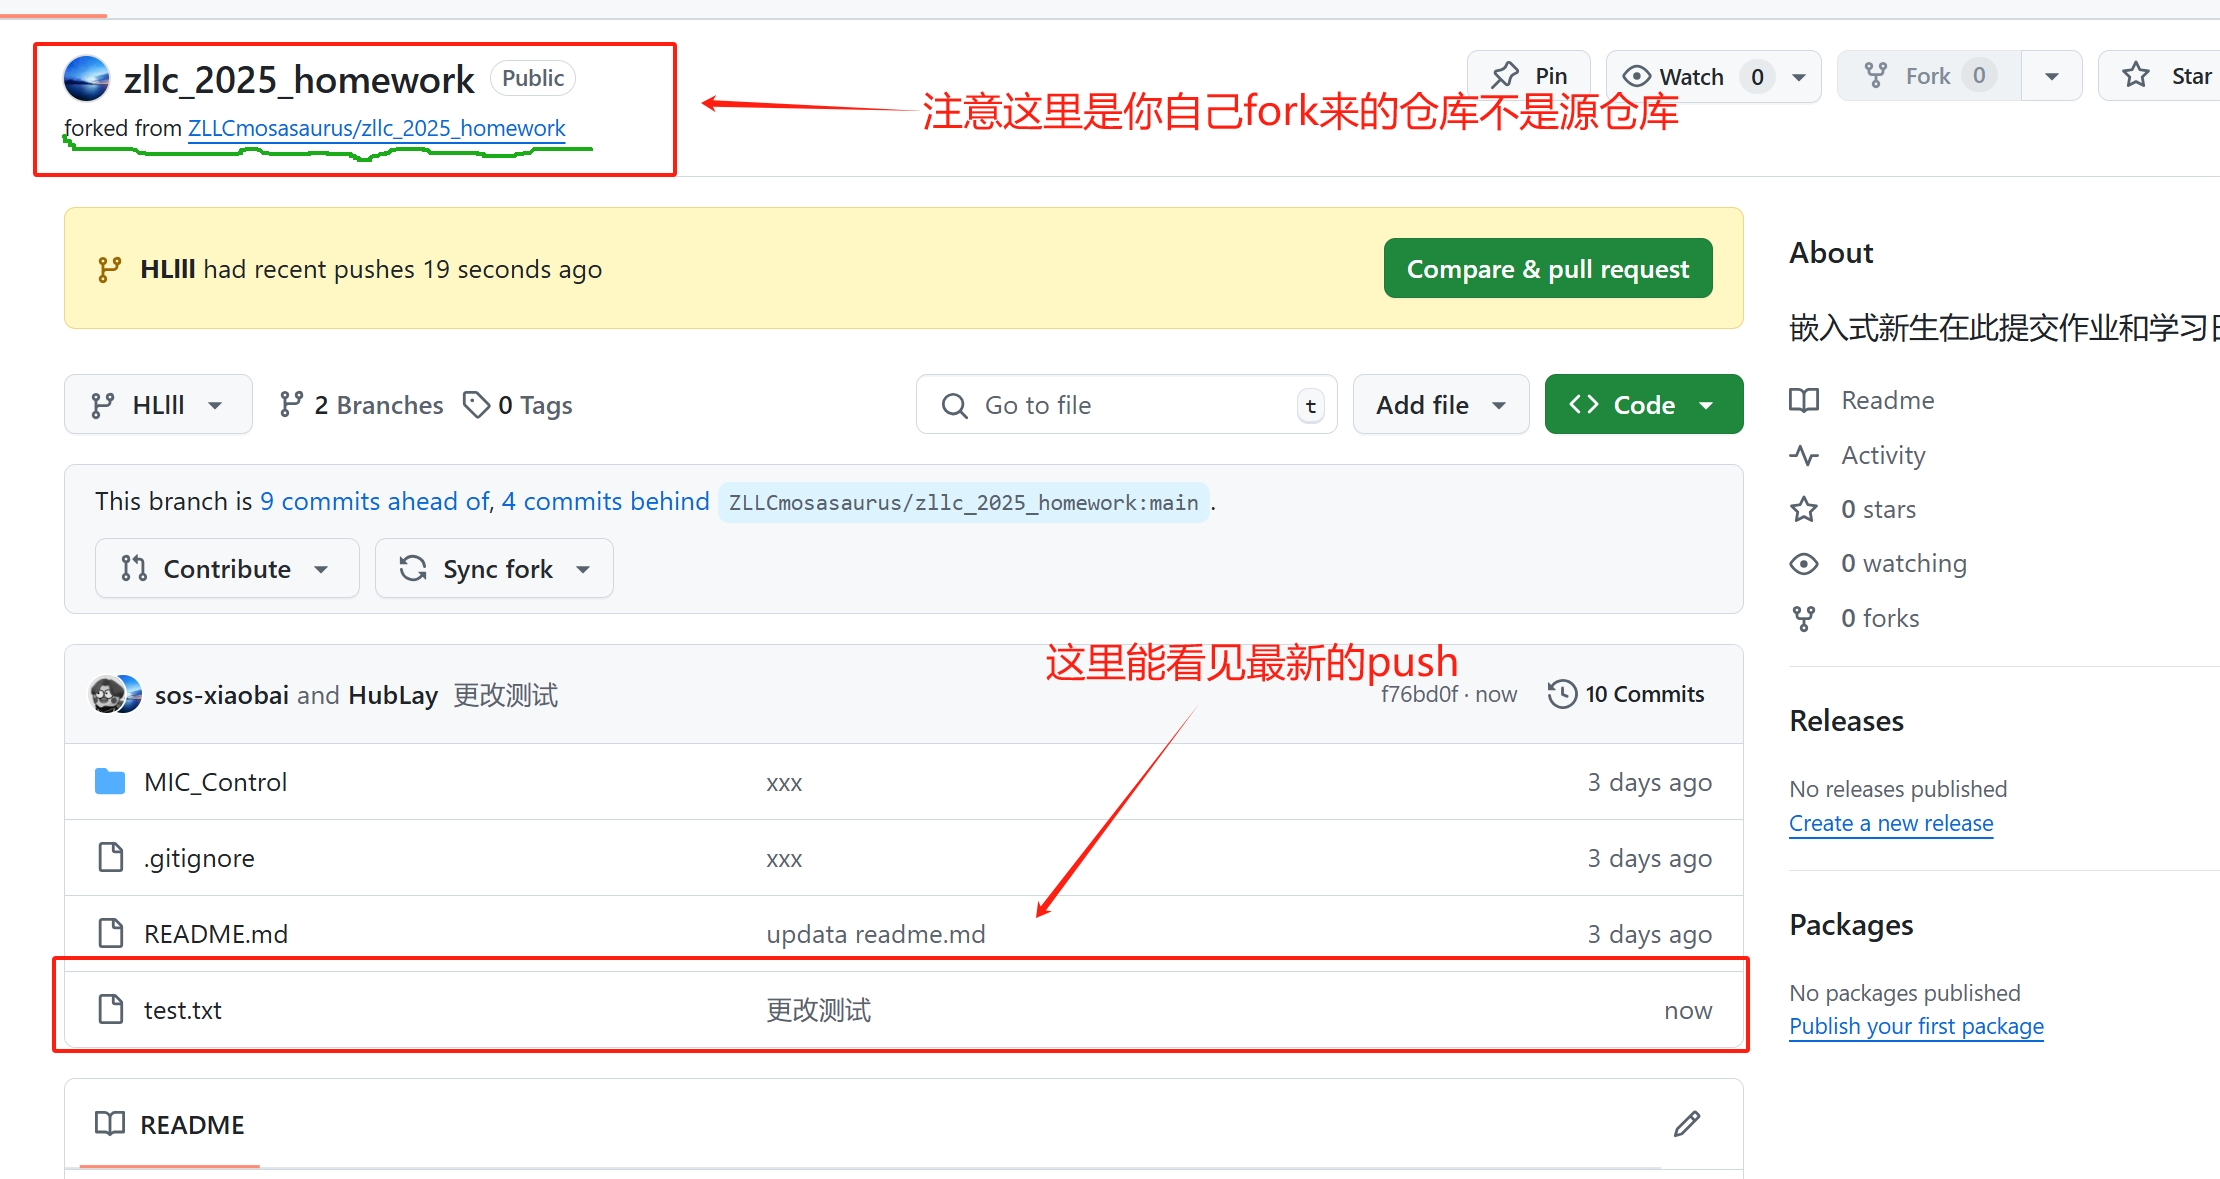 zllc_2025_homework Public
Pin
Watch 0
Fork 0
Star
forked from ZLLCmosasaurus/zllc_2025_homework
注意这里是你自己fork来的仓库不是源仓库
HLlll had recent pushes 19 seconds ago
Compare & pull request
HLlll
2 Branches
0 Tags
Go to file
t
Add file
Code
This branch is 9 commits ahead of, 4 commits behind ZLLCmosasaurus/zllc_2025_homework:main .
Contribute
Sync fork
这里能看见最新的push
sos-xiaobai and HubLay 更改测试
f76bd0f · now
10 Commits
MIC_Control xxx 3 days ago
.gitignore xxx 3 days ago
README.md updata readme.md 3 days ago
test.txt 更改测试 now
README
About
嵌入式新生在此提交作业和学习
Readme
Activity
0 stars
0 watching
0 forks
Releases
No releases published
Create a new release
Packages
No packages published
Publish your first package